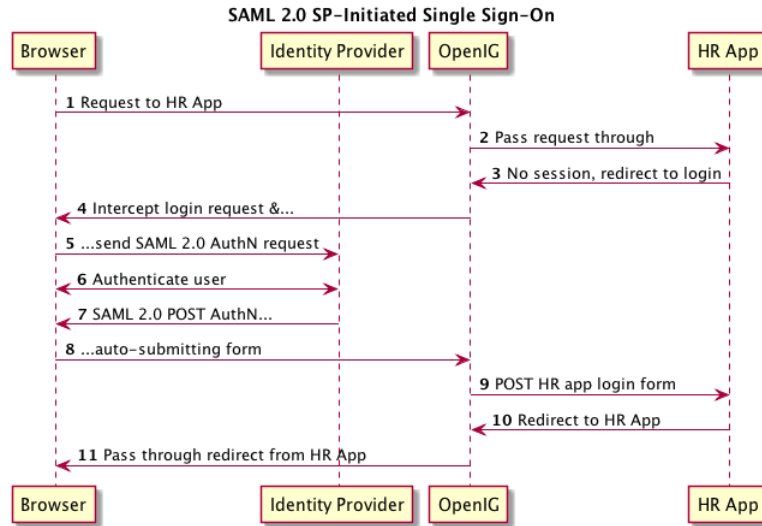 SAML 2.0 SP-Initiated Single Sign-On
Browser Identity Provider OpenIG HR App
1 Request to HR App
2 Pass request through
3 No session, redirect to login
4 Intercept login request &...
5 ...send SAML 2.0 AuthN request
6 Authenticate user
7 SAML 2.0 POST AuthN...
8 ...auto-submitting form
9 POST HR app login form
10 Redirect to HR App
11 Pass through redirect from HR App
Browser Identity Provider OpenIG HR App